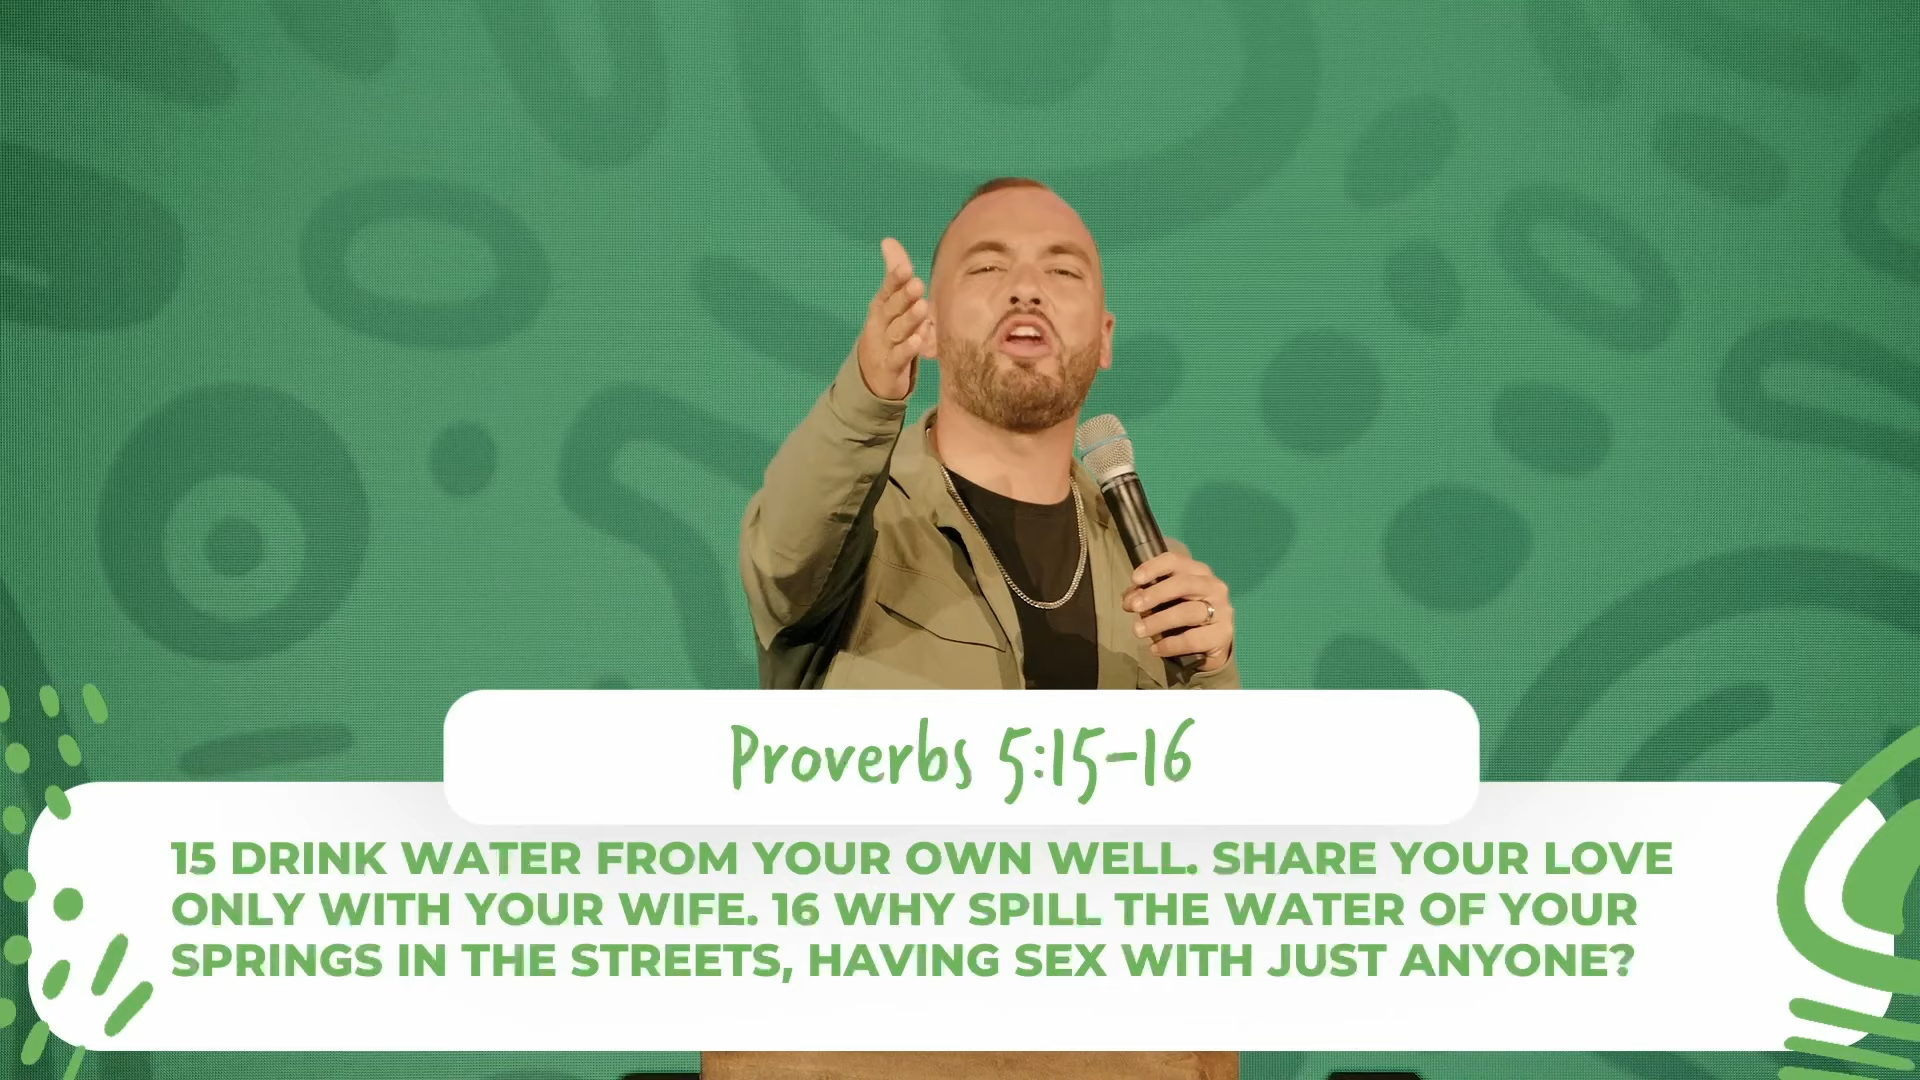 Proverbs 5:15-16
15 DRINK WATER FROM YOUR OWN WELL. SHARE YOUR LOVE
ONLY WITH YOUR WIFE. 16 WHY SPILL THE WATER OF YOUR
SPRINGS IN THE STREETS, HAVING SEX WITH JUST ANYONE?